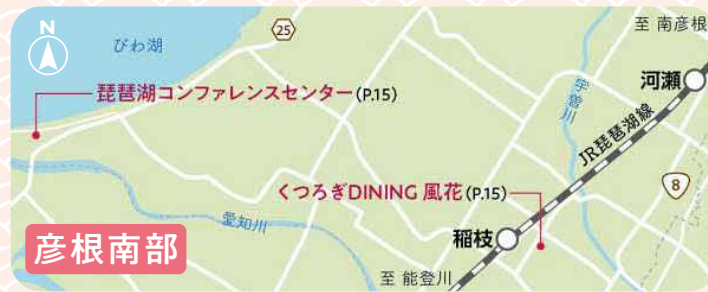 N
びわ湖
25
至 南彦根
河瀬
琵琶湖コンファレンスセンター(P.15)
宇曽川
JR琵琶湖線
8
くつろぎDINING 風花(P.15)
愛知川
稲枝
彦根南部
至 能登川